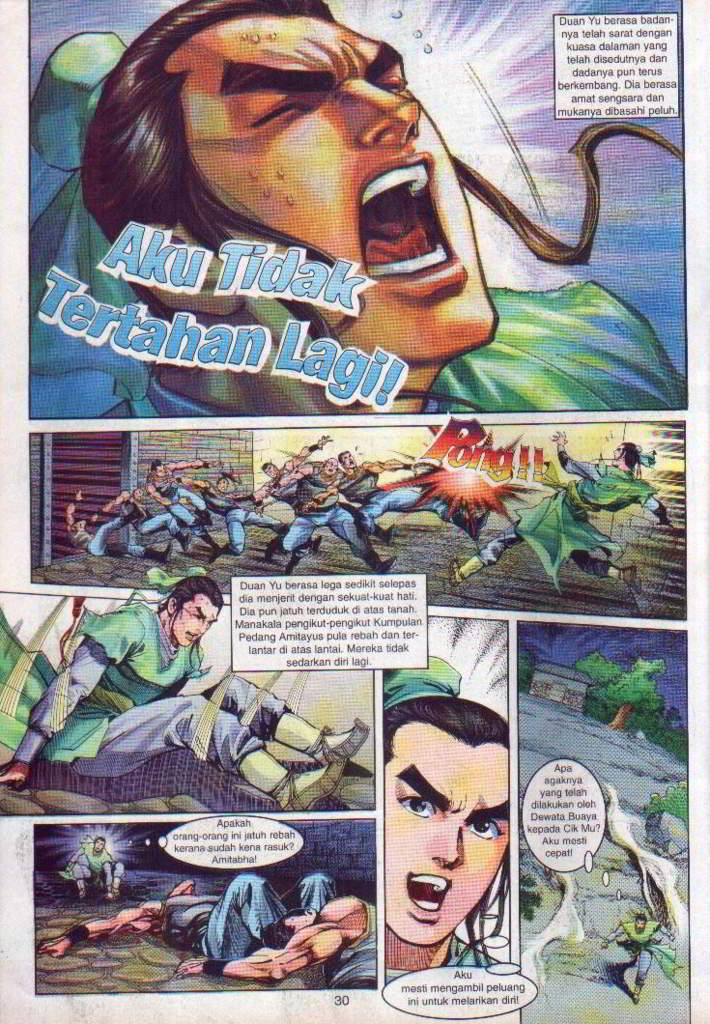 Duan Yu berasa badan-
nya telah sarat dengan
kuasa dalaman yang
telah disedutnya dan
dadanya pun terus
berkembang. Dia berasa
amat sengsara dan
mukanya dibasahi peluh.
Aku Tidak
Tertahan Lagi!
Pong!!
Duan Yu berasa lega sedikit selepas
dia menjerit dengan sekuat-kuat hati.
Dia pun jatuh terduduk di atas tanah.
Manakala pengikut-pengikut Kumpulan
Pedang Amitayus pula rebah dan ter-
lantar di atas lantai. Mereka tidak
sedarkan diri lagi.
Apakah
orang-orang ini jatuh rebah
kerana sudah kena rasuk?
Amitabha!
Aku
mesti mengambil peluang
ini untuk melarikan diri!
Apa
agaknya
yang telah
dilakukan oleh
Dewata Buaya
kepada Cik Mu?
Aku mesti
cepat!
30